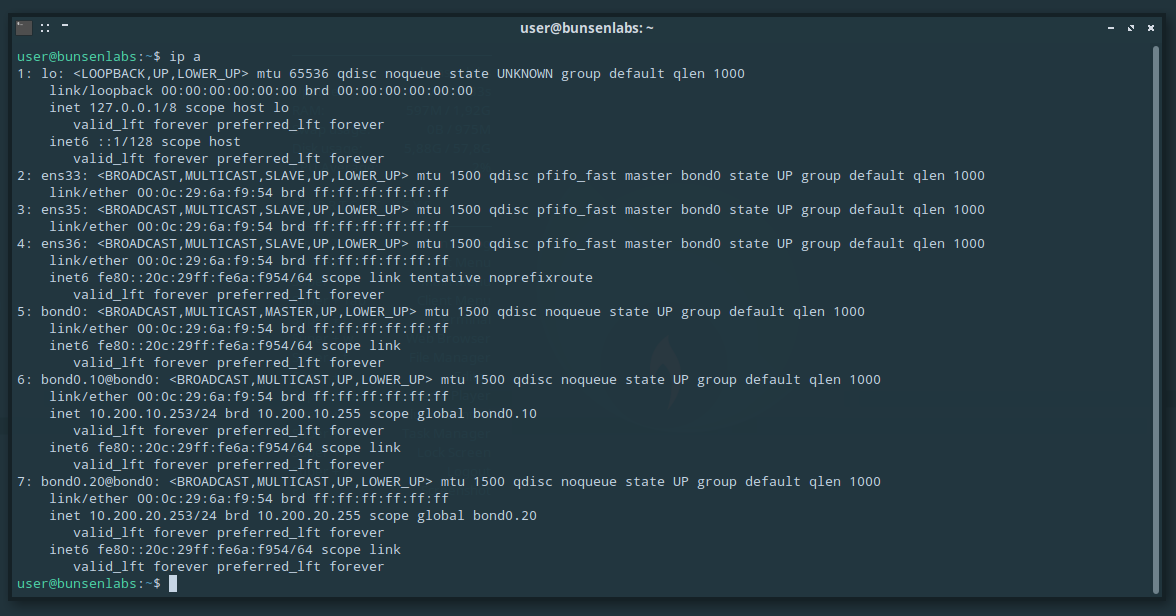 user@bunsenlabs: ~
user@bunsenlabs:~$ ip a
1: lo: <LOOPBACK,UP,LOWER_UP> mtu 65536 qdisc noqueue state UNKNOWN group default qlen 1000
    link/loopback 00:00:00:00:00:00 brd 00:00:00:00:00:00
    inet 127.0.0.1/8 scope host lo
       valid_lft forever preferred_lft forever
    inet6 ::1/128 scope host
       valid_lft forever preferred_lft forever
2: ens33: <BROADCAST,MULTICAST,SLAVE,UP,LOWER_UP> mtu 1500 qdisc pfifo_fast master bond0 state UP group default qlen 1000
    link/ether 00:0c:29:6a:f9:54 brd ff:ff:ff:ff:ff:ff
3: ens35: <BROADCAST,MULTICAST,SLAVE,UP,LOWER_UP> mtu 1500 qdisc pfifo_fast master bond0 state UP group default qlen 1000
    link/ether 00:0c:29:6a:f9:54 brd ff:ff:ff:ff:ff:ff
4: ens36: <BROADCAST,MULTICAST,SLAVE,UP,LOWER_UP> mtu 1500 qdisc pfifo_fast master bond0 state UP group default qlen 1000
    link/ether 00:0c:29:6a:f9:54 brd ff:ff:ff:ff:ff:ff
    inet6 fe80::20c:29ff:fe6a:f954/64 scope link tentative noprefixroute
       valid_lft forever preferred_lft forever
5: bond0: <BROADCAST,MULTICAST,MASTER,UP,LOWER_UP> mtu 1500 qdisc noqueue state UP group default qlen 1000
    link/ether 00:0c:29:6a:f9:54 brd ff:ff:ff:ff:ff:ff
    inet6 fe80::20c:29ff:fe6a:f954/64 scope link
       valid_lft forever preferred_lft forever
6: bond0.10@bond0: <BROADCAST,MULTICAST,UP,LOWER_UP> mtu 1500 qdisc noqueue state UP group default qlen 1000
    link/ether 00:0c:29:6a:f9:54 brd ff:ff:ff:ff:ff:ff
    inet 10.200.10.253/24 brd 10.200.10.255 scope global bond0.10
       valid_lft forever preferred_lft forever
    inet6 fe80::20c:29ff:fe6a:f954/64 scope link
       valid_lft forever preferred_lft forever
7: bond0.20@bond0: <BROADCAST,MULTICAST,UP,LOWER_UP> mtu 1500 qdisc noqueue state UP group default qlen 1000
    link/ether 00:0c:29:6a:f9:54 brd ff:ff:ff:ff:ff:ff
    inet 10.200.20.253/24 brd 10.200.20.255 scope global bond0.20
       valid_lft forever preferred_lft forever
    inet6 fe80::20c:29ff:fe6a:f954/64 scope link
       valid_lft forever preferred_lft forever
user@bunsenlabs:~$